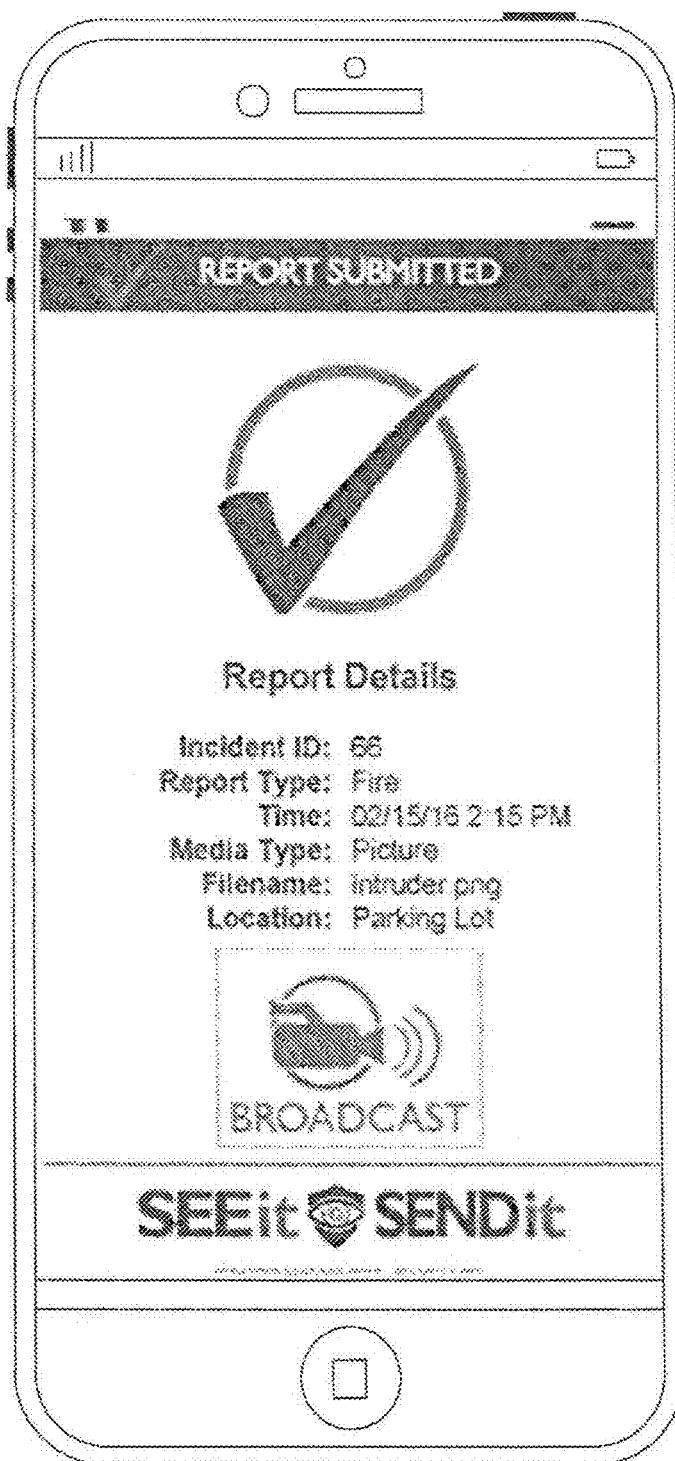 REPORT SUBMITTED
Report Details
Incident ID: 66
Report Type: Fire
Time: 02/15/16 2:15 PM
Media Type: Picture
Filename: intruder.png
Location: Parking Lot
BROADCAST
SEEit SENDit